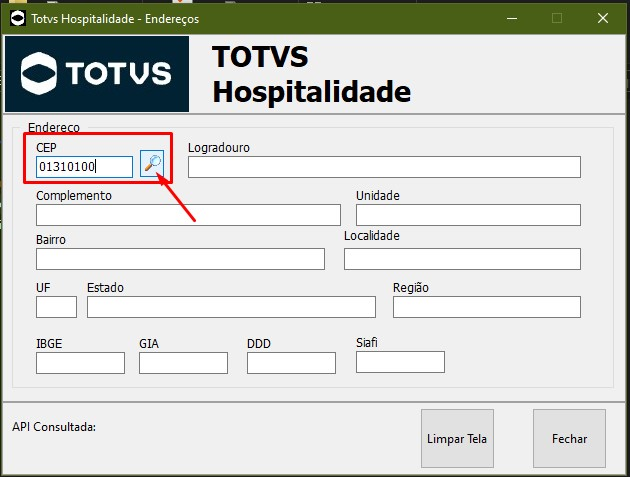 Totvs Hospitalidade - Endereços
TOTVS
TOTVS
Hospitalidade
Endereço
CEP
Logradouro
01310100
Complemento
Unidade
Bairro
Localidade
UF
Estado
Região
IBGE
GIA
DDD
Siafi
API Consultada:
Limpar Tela
Fechar